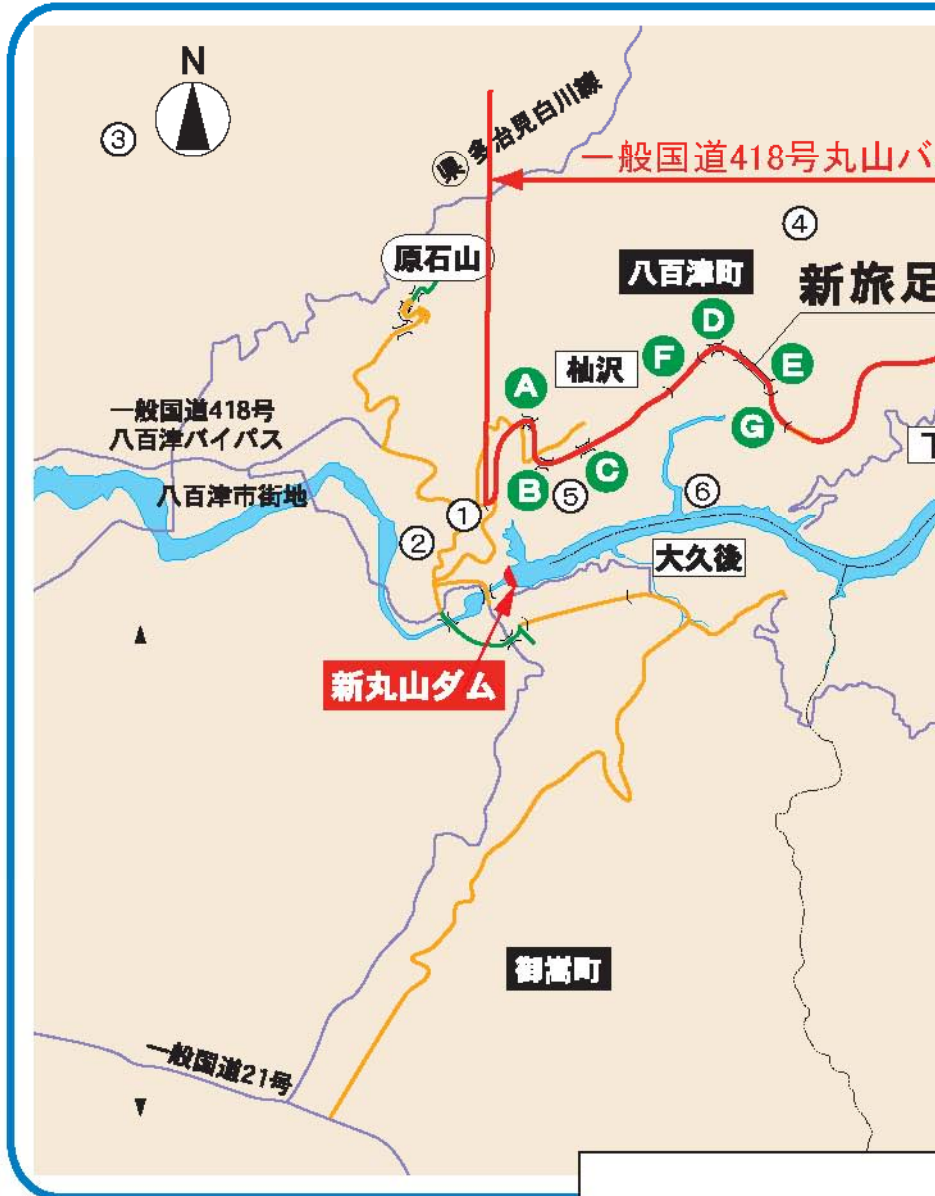 N
③
県 多治見白川線
一般国道418号丸山バ
④
原石山
八百津町
新旅足
D
F
E
A
杣沢
G
一般国道418号
八百津バイパス
B
C
八百津市街地
①
⑤
⑥
②
大久後
新丸山ダム
御嵩町
一般国道21号